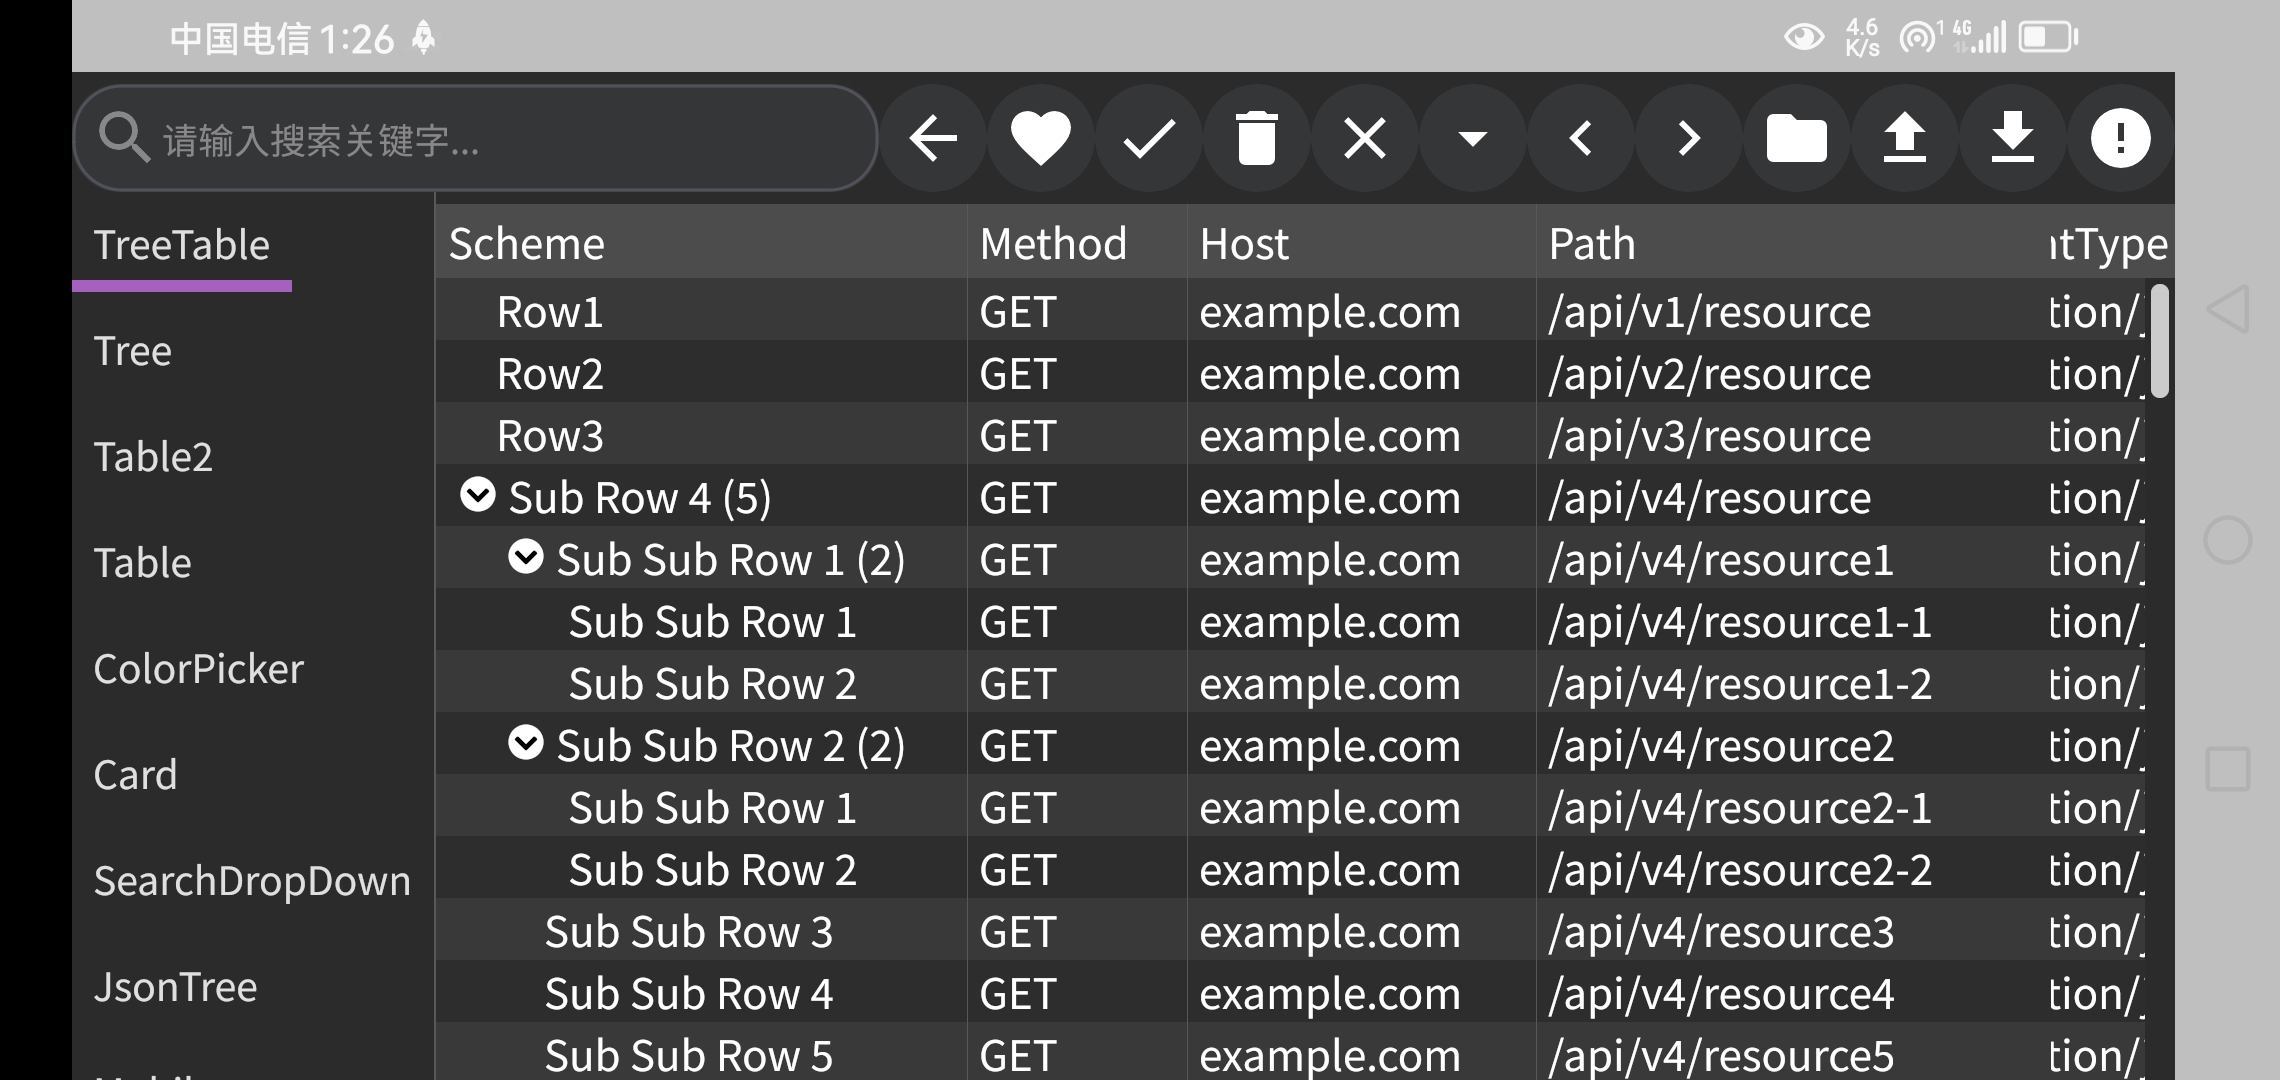 中国电信 1:26
4.6 K/s
1 4G
请输入搜索关键字...
TreeTable
Tree
Table2
Table
ColorPicker
Card
SearchDropDown
JsonTree
Scheme Method Host Path ntType
Row1 GET example.com /api/v1/resource tion/
Row2 GET example.com /api/v2/resource tion/
Row3 GET example.com /api/v3/resource tion/
Sub Row 4 (5) GET example.com /api/v4/resource tion/
Sub Sub Row 1 (2) GET example.com /api/v4/resource1 tion/
Sub Sub Row 1 GET example.com /api/v4/resource1-1 tion/
Sub Sub Row 2 GET example.com /api/v4/resource1-2 tion/
Sub Sub Row 2 (2) GET example.com /api/v4/resource2 tion/
Sub Sub Row 1 GET example.com /api/v4/resource2-1 tion/
Sub Sub Row 2 GET example.com /api/v4/resource2-2 tion/
Sub Sub Row 3 GET example.com /api/v4/resource3 tion/
Sub Sub Row 4 GET example.com /api/v4/resource4 tion/
Sub Sub Row 5 GET example.com /api/v4/resource5 tion/